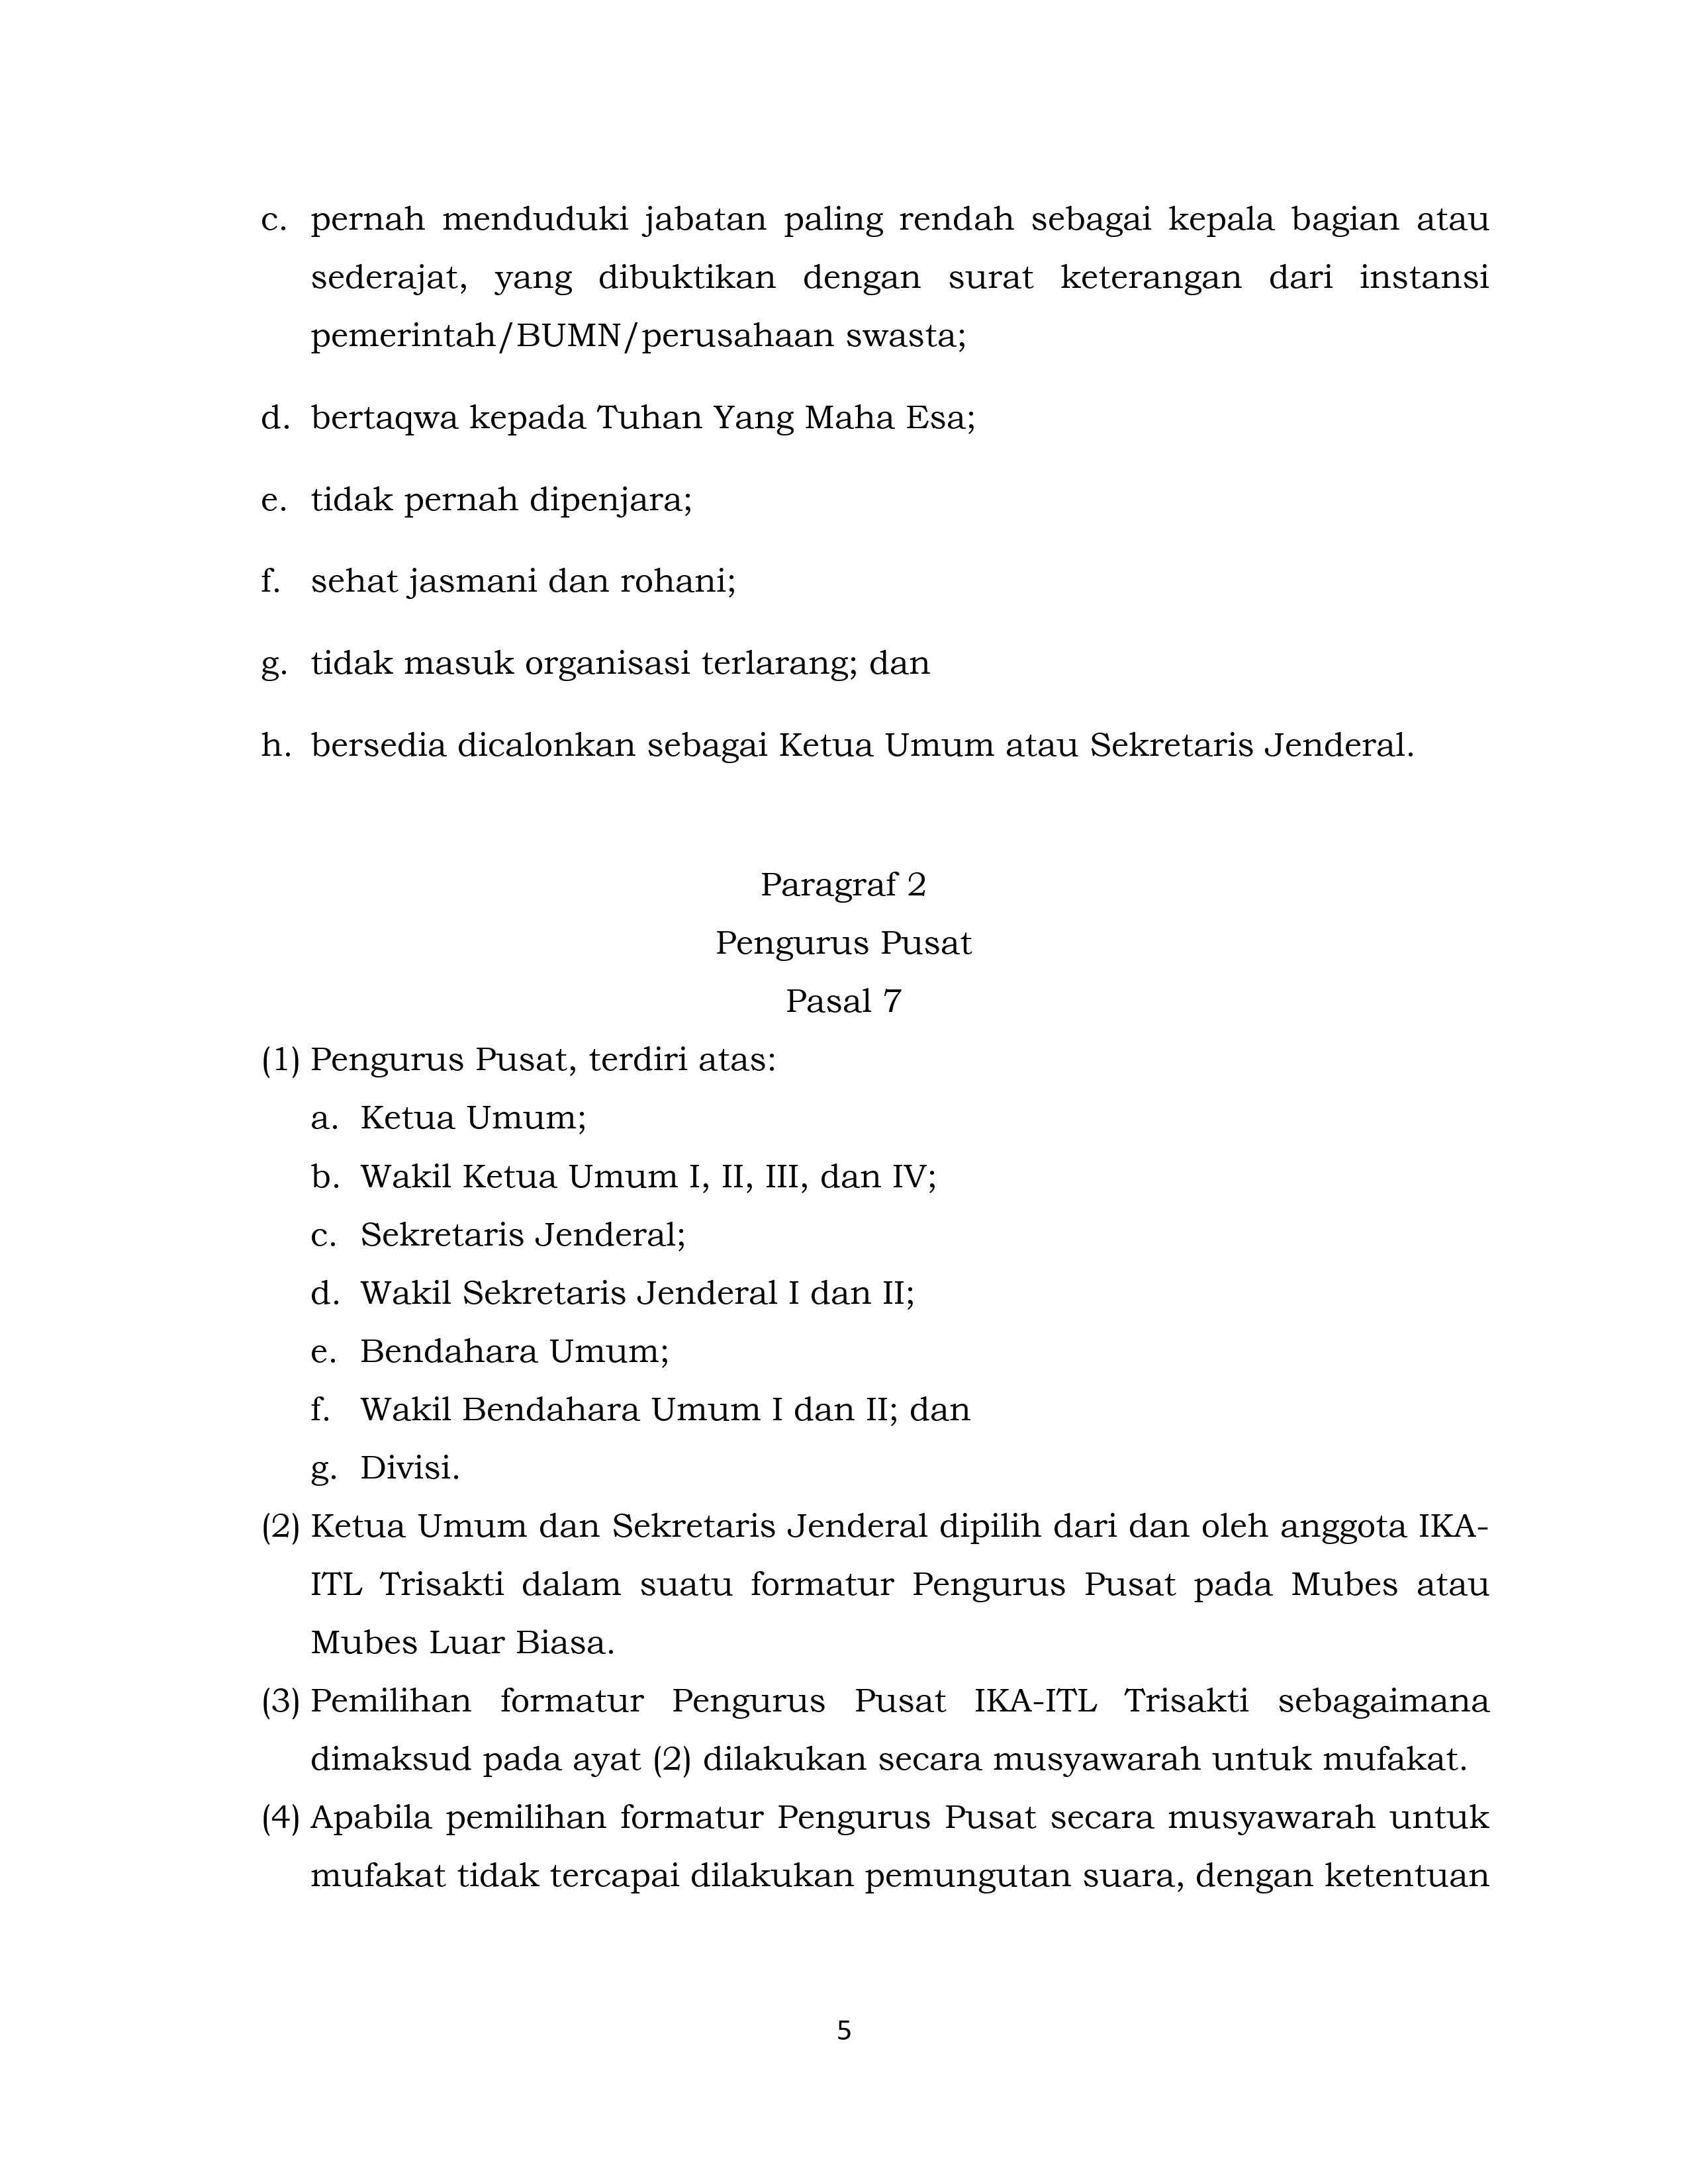 c. pernah menduduki jabatan paling rendah sebagai kepala bagian atau
sederajat, yang dibuktikan dengan surat keterangan dari instansi
pemerintah/BUMN/perusahaan swasta;
d. bertaqwa kepada Tuhan Yang Maha Esa;
e. tidak pernah dipenjara;
f. sehat jasmani dan rohani;
g. tidak masuk organisasi terlarang; dan
h. bersedia dicalonkan sebagai Ketua Umum atau Sekretaris Jenderal.
Paragraf 2
Pengurus Pusat
Pasal 7
(1) Pengurus Pusat, terdiri atas:
a. Ketua Umum;
b. Wakil Ketua Umum I, II, III, dan IV;
c. Sekretaris Jenderal;
d. Wakil Sekretaris Jenderal I dan II;
e. Bendahara Umum;
f. Wakil Bendahara Umum I dan II; dan
g. Divisi.
(2) Ketua Umum dan Sekretaris Jenderal dipilih dari dan oleh anggota IKA-
ITL Trisakti dalam suatu formatur Pengurus Pusat pada Mubes atau
Mubes Luar Biasa.
(3) Pemilihan formatur Pengurus Pusat IKA-ITL Trisakti sebagaimana
dimaksud pada ayat (2) dilakukan secara musyawarah untuk mufakat.
(4) Apabila pemilihan formatur Pengurus Pusat secara musyawarah untuk
mufakat tidak tercapai dilakukan pemungutan suara, dengan ketentuan
5